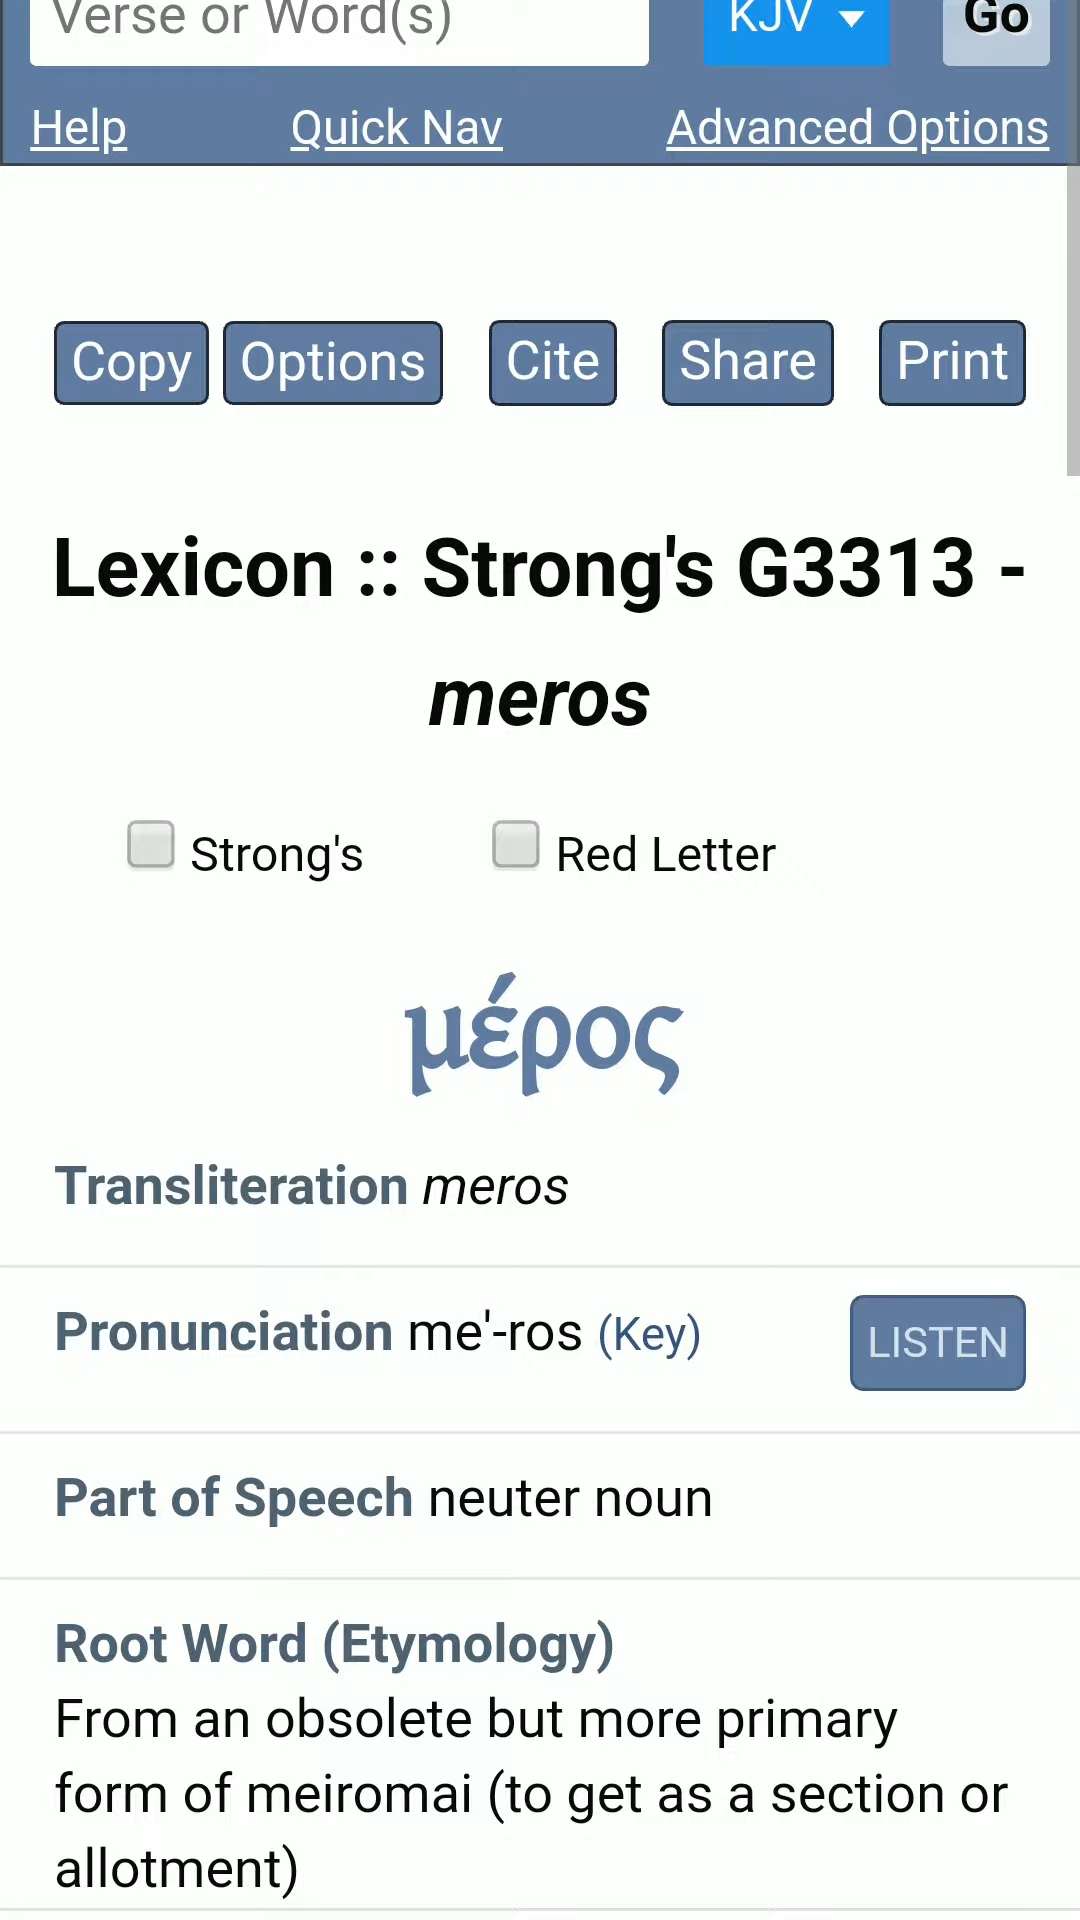 Verse or Word(s) KJV Go
Help Quick Nav Advanced Options
Copy Options Cite Share Print
Lexicon :: Strong's G3313 -
meros
Strong's Red Letter
μέρος
Transliteration meros
Pronunciation me'-ros (Key) LISTEN
Part of Speech neuter noun
Root Word (Etymology)
From an obsolete but more primary
form of meiromai (to get as a section or
allotment)